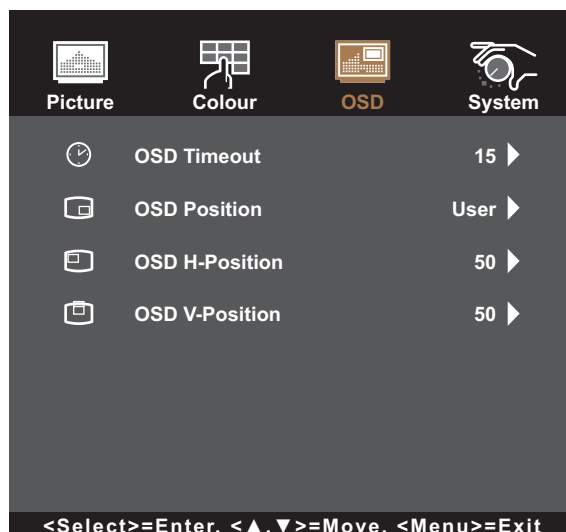 Picture Colour OSD System
OSD Timeout 15
OSD Position User
OSD H-Position 50
OSD V-Position 50
<Select>=Enter, <▲,▼>=Move, <Menu>=Exit